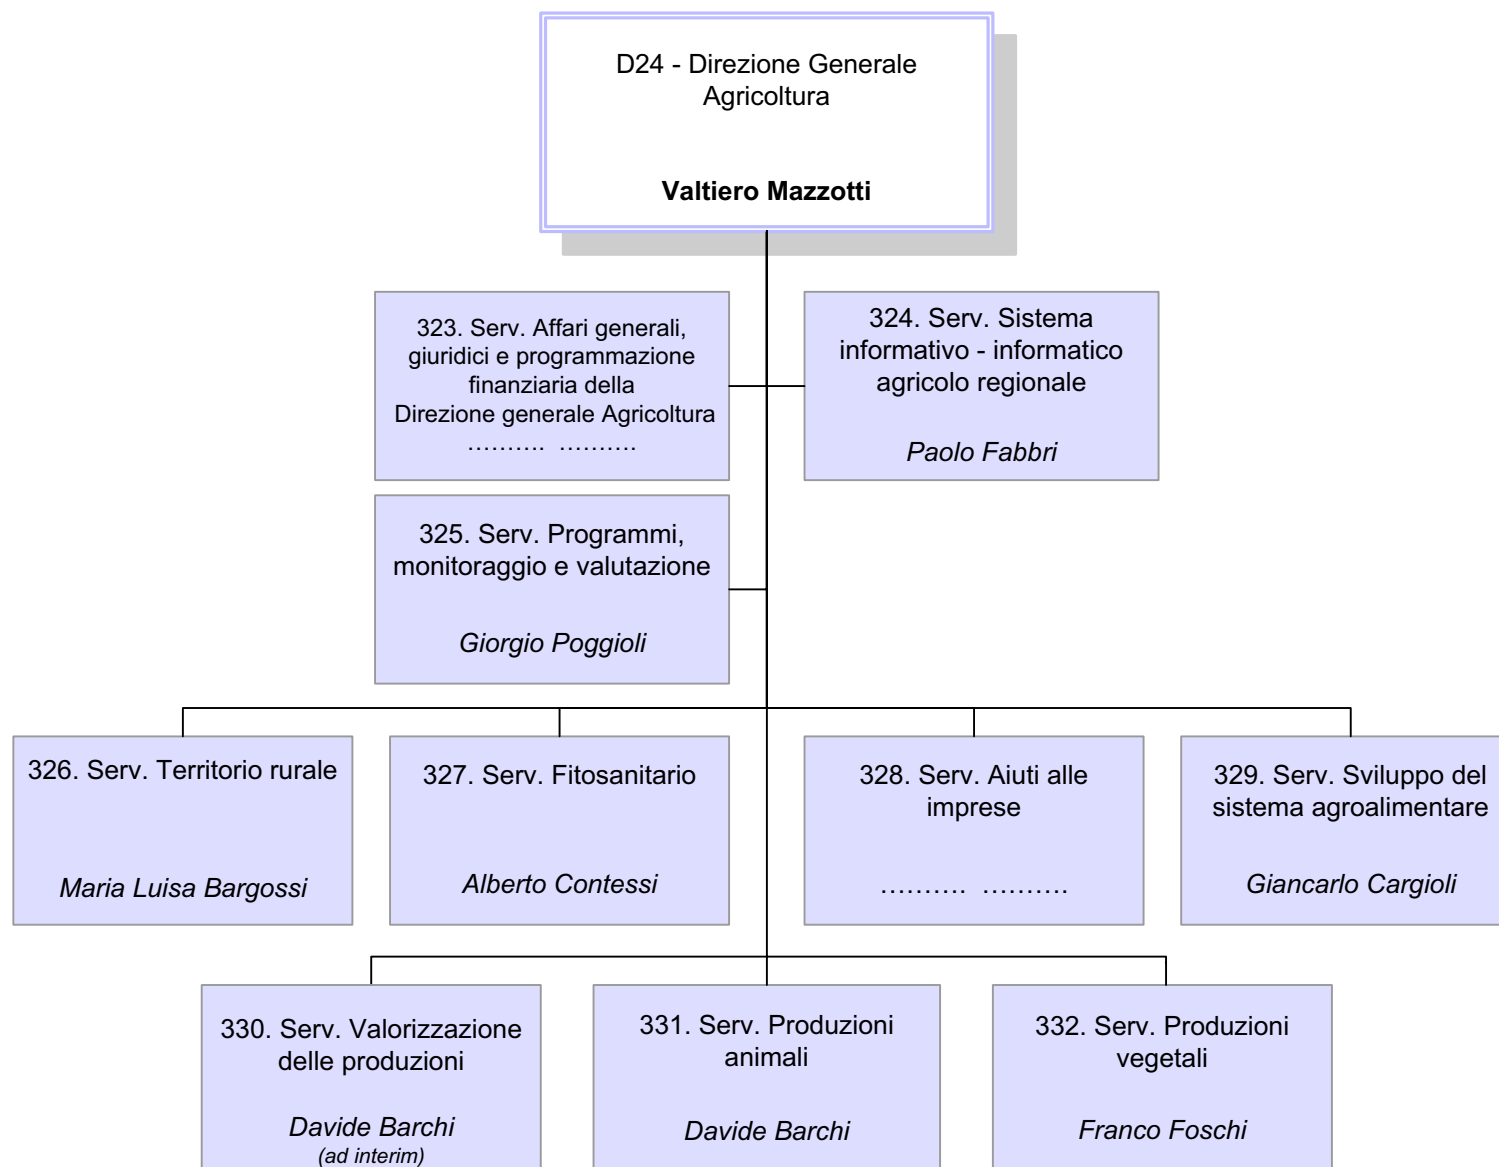 D24 - Direzione Generale
Agricoltura
Valtiero Mazzotti
323. Serv. Affari generali,
giuridici e programmazione
finanziaria della
Direzione generale Agricoltura
………. ……….
324. Serv. Sistema
informativo - informatico
agricolo regionale
Paolo Fabbri
325. Serv. Programmi,
monitoraggio e valutazione
Giorgio Poggioli
326. Serv. Territorio rurale
Maria Luisa Bargossi
327. Serv. Fitosanitario
Alberto Contessi
328. Serv. Aiuti alle
imprese
………. ……….
329. Serv. Sviluppo del
sistema agroalimentare
Giancarlo Cargioli
330. Serv. Valorizzazione
delle produzioni
Davide Barchi
(ad interim)
331. Serv. Produzioni
animali
Davide Barchi
332. Serv. Produzioni
vegetali
Franco Foschi